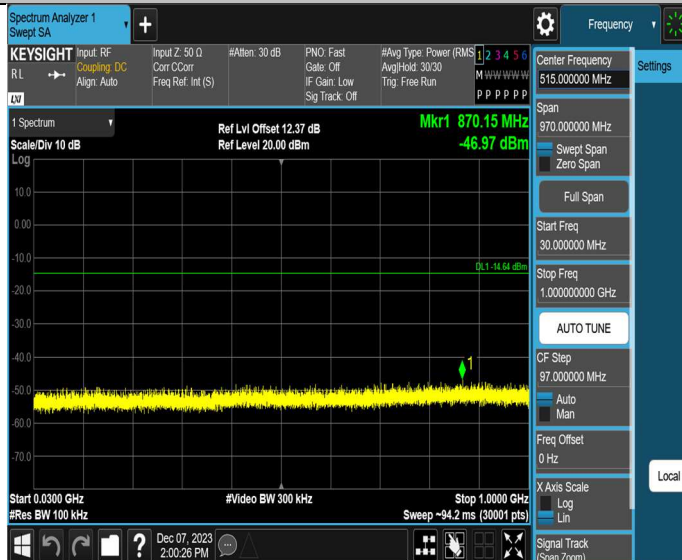 Spectrum Analyzer 1
Swept SA
+
Frequency
KEYSIGHT
RL
LXI
Input: RF
Coupling: DC
Align: Auto
Input Z: 50 Ω
Corr CCorr
Freq Ref: Int (S)
#Atten: 30 dB
PNO: Fast
Gate: Off
IF Gain: Low
Sig Track: Off
#Avg Type: Power (RMS
Avg|Hold: 30/30
Trig: Free Run
1 2 3 4 5 6
M W W W W W
P P P P P P
Center Frequency
515.000000 MHz
Settings
1 Spectrum
Scale/Div 10 dB
Ref Lvl Offset 12.37 dB
Ref Level 20.00 dBm
Mkr1 870.15 MHz
-46.97 dBm
Log
10.0
0.00
-10.0
-20.0
-30.0
-40.0
-50.0
-60.0
-70.0
DL1 -14.64 dBm
1
Start 0.0300 GHz
#Res BW 100 kHz
#Video BW 300 kHz
Stop 1.0000 GHz
Sweep ~94.2 ms (30001 pts)
Span
970.000000 MHz
Swept Span
Zero Span
Full Span
Start Freq
30.000000 MHz
Stop Freq
1.000000000 GHz
AUTO TUNE
CF Step
97.000000 MHz
Auto
Man
Freq Offset
0 Hz
X Axis Scale
Log
Lin
Local
Signal Track
(Span Zoom)
?
Dec 07, 2023
2:00:26 PM